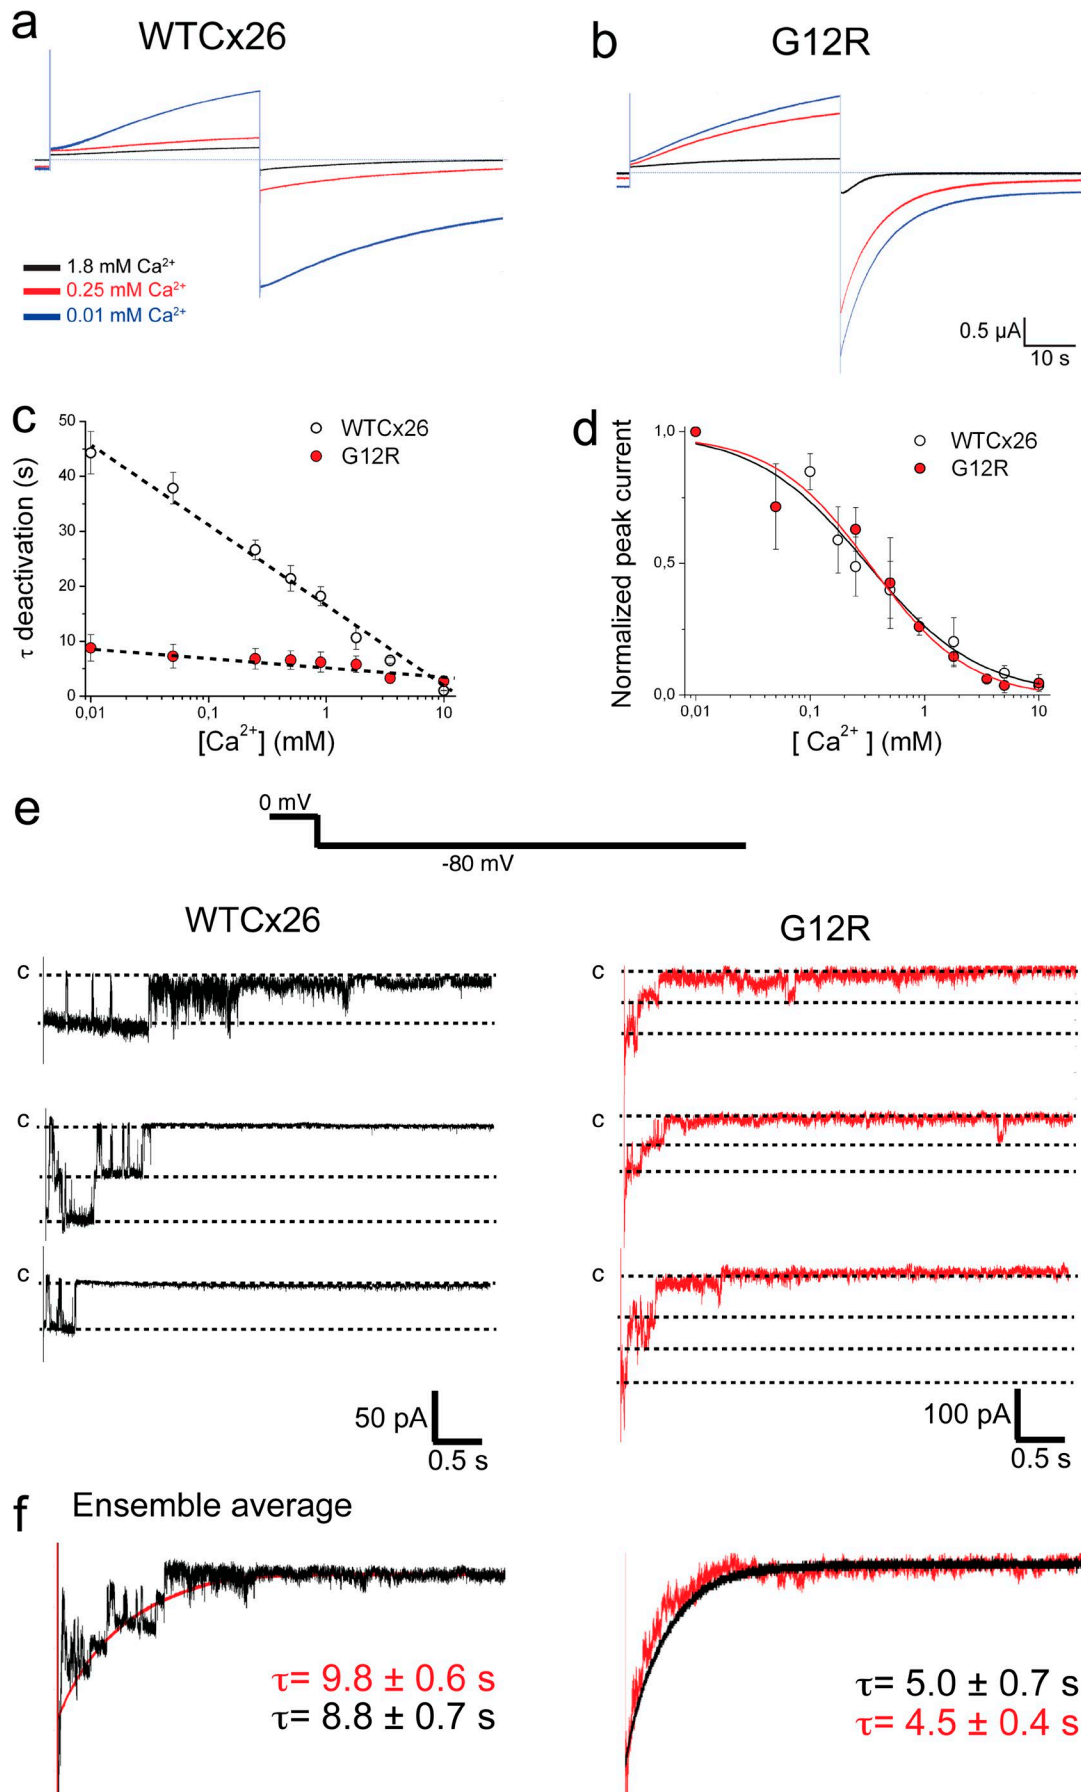 a
WTCx26
b
G12R
1.8 mM Ca²⁺
0.25 mM Ca²⁺
0.01 mM Ca²⁺
0.5 µA
10 s
c
50
40
30
20
10
0
0,01
0,1
1
10
τ deactivation (s)
[Ca²⁺] (mM)
WTCx26
G12R
d
1,0
0,5
0,0
0,01
0,1
1
10
Normalized peak current
[ Ca²⁺ ] (mM)
WTCx26
G12R
e
0 mV
-80 mV
WTCx26
G12R
c
c
c
c
c
c
50 pA
0.5 s
100 pA
0.5 s
f
Ensemble average
τ= 9.8 ± 0.6 s
τ= 8.8 ± 0.7 s
τ= 5.0 ± 0.7 s
τ= 4.5 ± 0.4 s